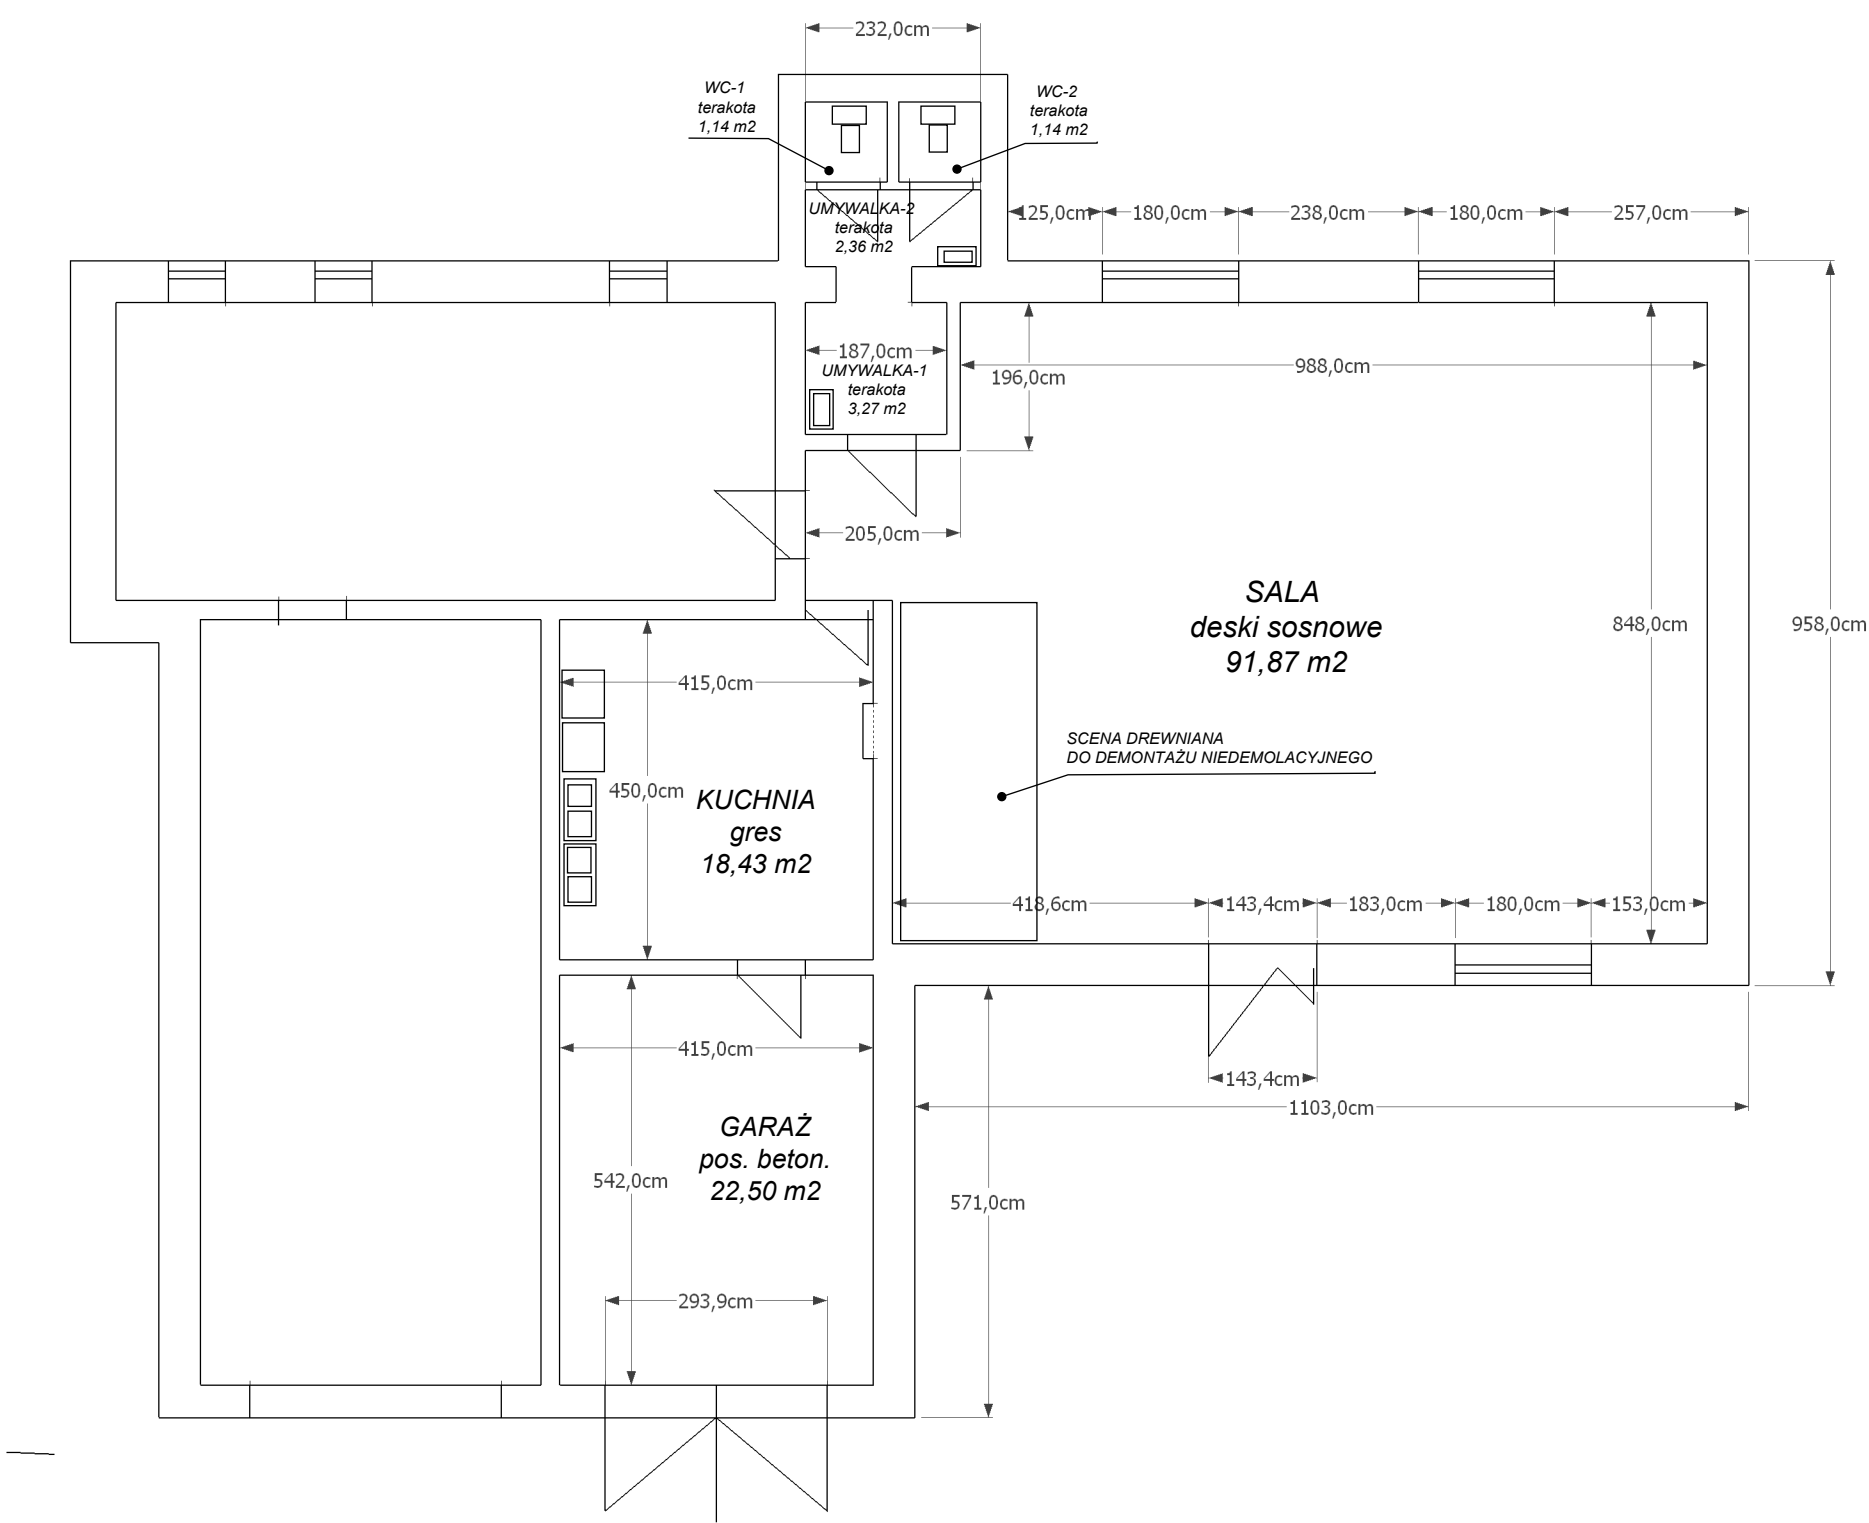 232,0cm
WC-1
terakota
1,14 m2
WC-2
terakota
1,14 m2
UMYWALKA-2
terakota
2,36 m2
125,0cm
180,0cm
238,0cm
180,0cm
257,0cm
187,0cm
UMYWALKA-1
terakota
3,27 m2
196,0cm
988,0cm
205,0cm
SALA
deski sosnowe
91,87 m2
848,0cm
958,0cm
415,0cm
SCENA DREWNIANA
DO DEMONTAŻU NIEDEMOLACYJNEGO
450,0cm
KUCHNIA
gres
18,43 m2
418,6cm
143,4cm
183,0cm
180,0cm
153,0cm
415,0cm
143,4cm
1103,0cm
GARAŻ
pos. beton.
22,50 m2
542,0cm
571,0cm
293,9cm